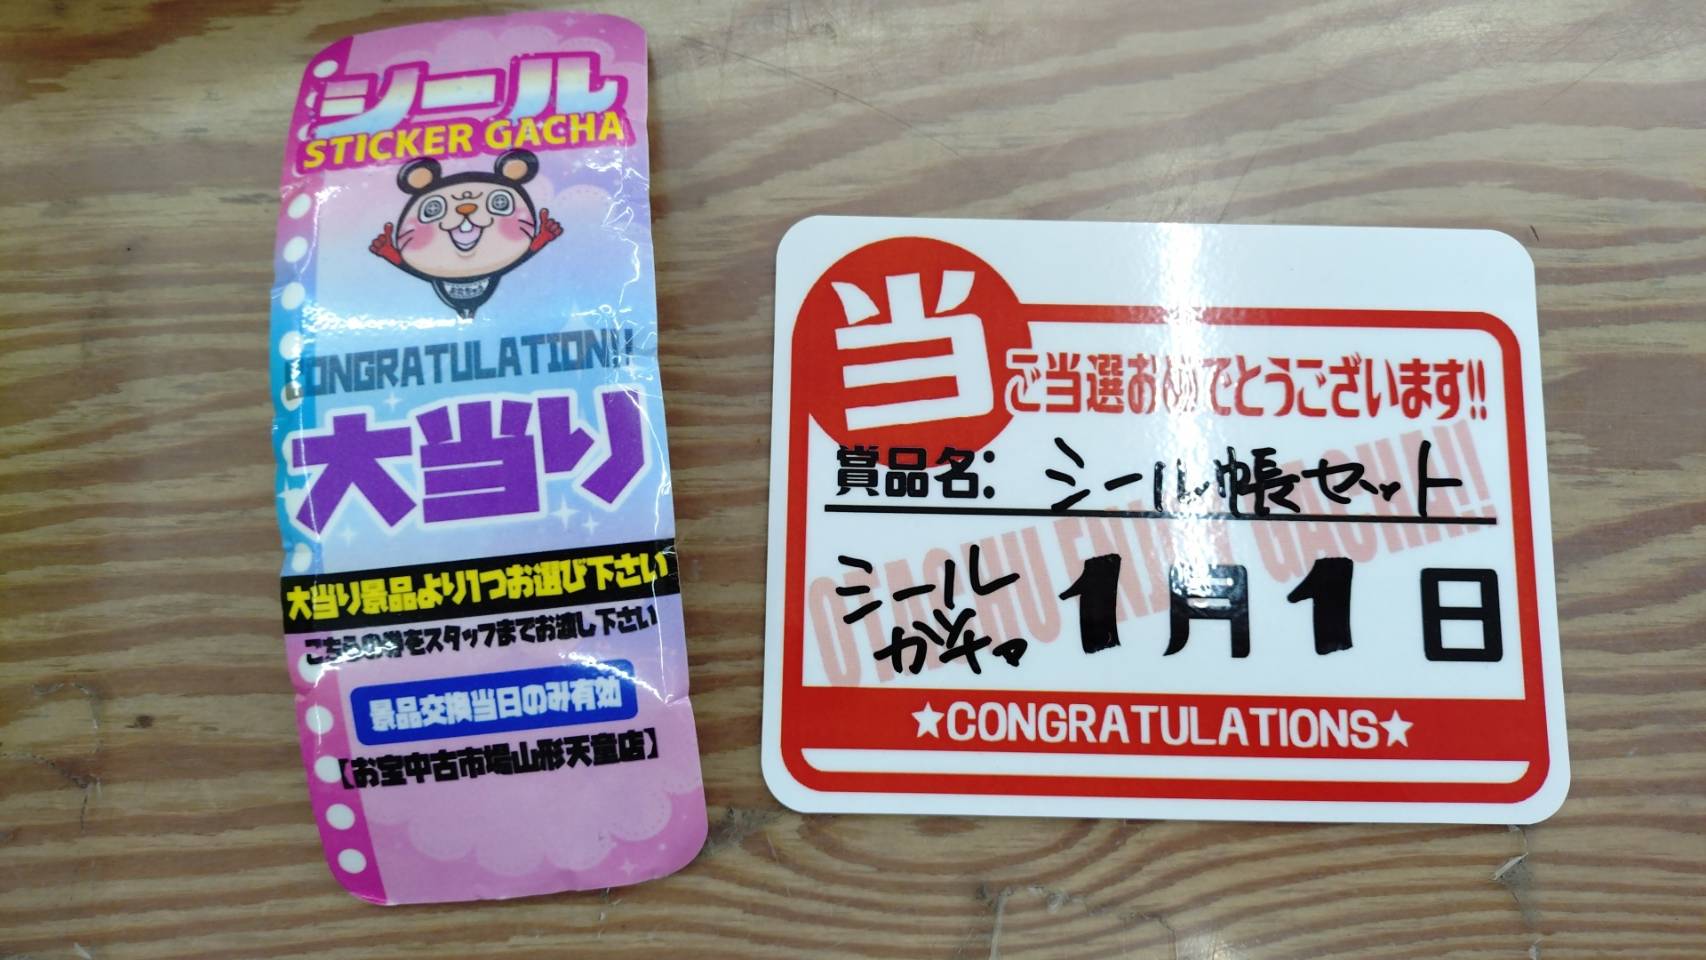 シール
STICKER GACHA
CONGRATULATION!!
大当り
大当り景品より1つお選び下さい
こちらの券をスタッフまでお渡し下さい
景品交換当日のみ有効
【お宝中古市場山形天童店】
当
ご当選おめでとうございます!!
賞品名: シール帳セット
シール
ガチャ
1月1日
GACHA!!
★CONGRATULATIONS★